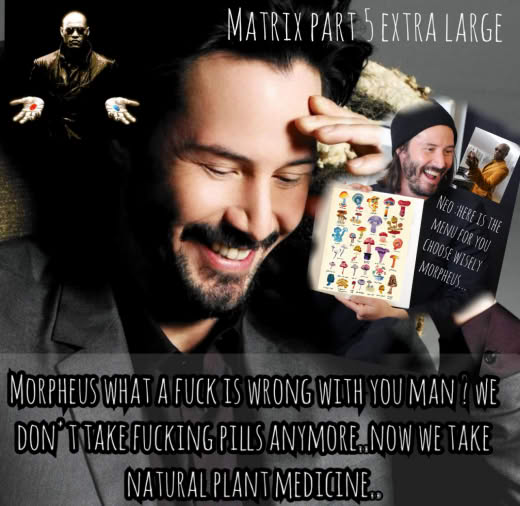 MATRIX PART 5 EXTRA LARGE
NEO :HERE IS THE
MENU FOR YOU
CHOOSE WISELY
MORPHEUS...
MORPHEUS WHAT A FUCK IS WRONG WITH YOU MAN ? WE
DON'T TAKE FUCKING PILLS ANYMORE..NOW WE TAKE
NATURAL PLANT MEDICINE..